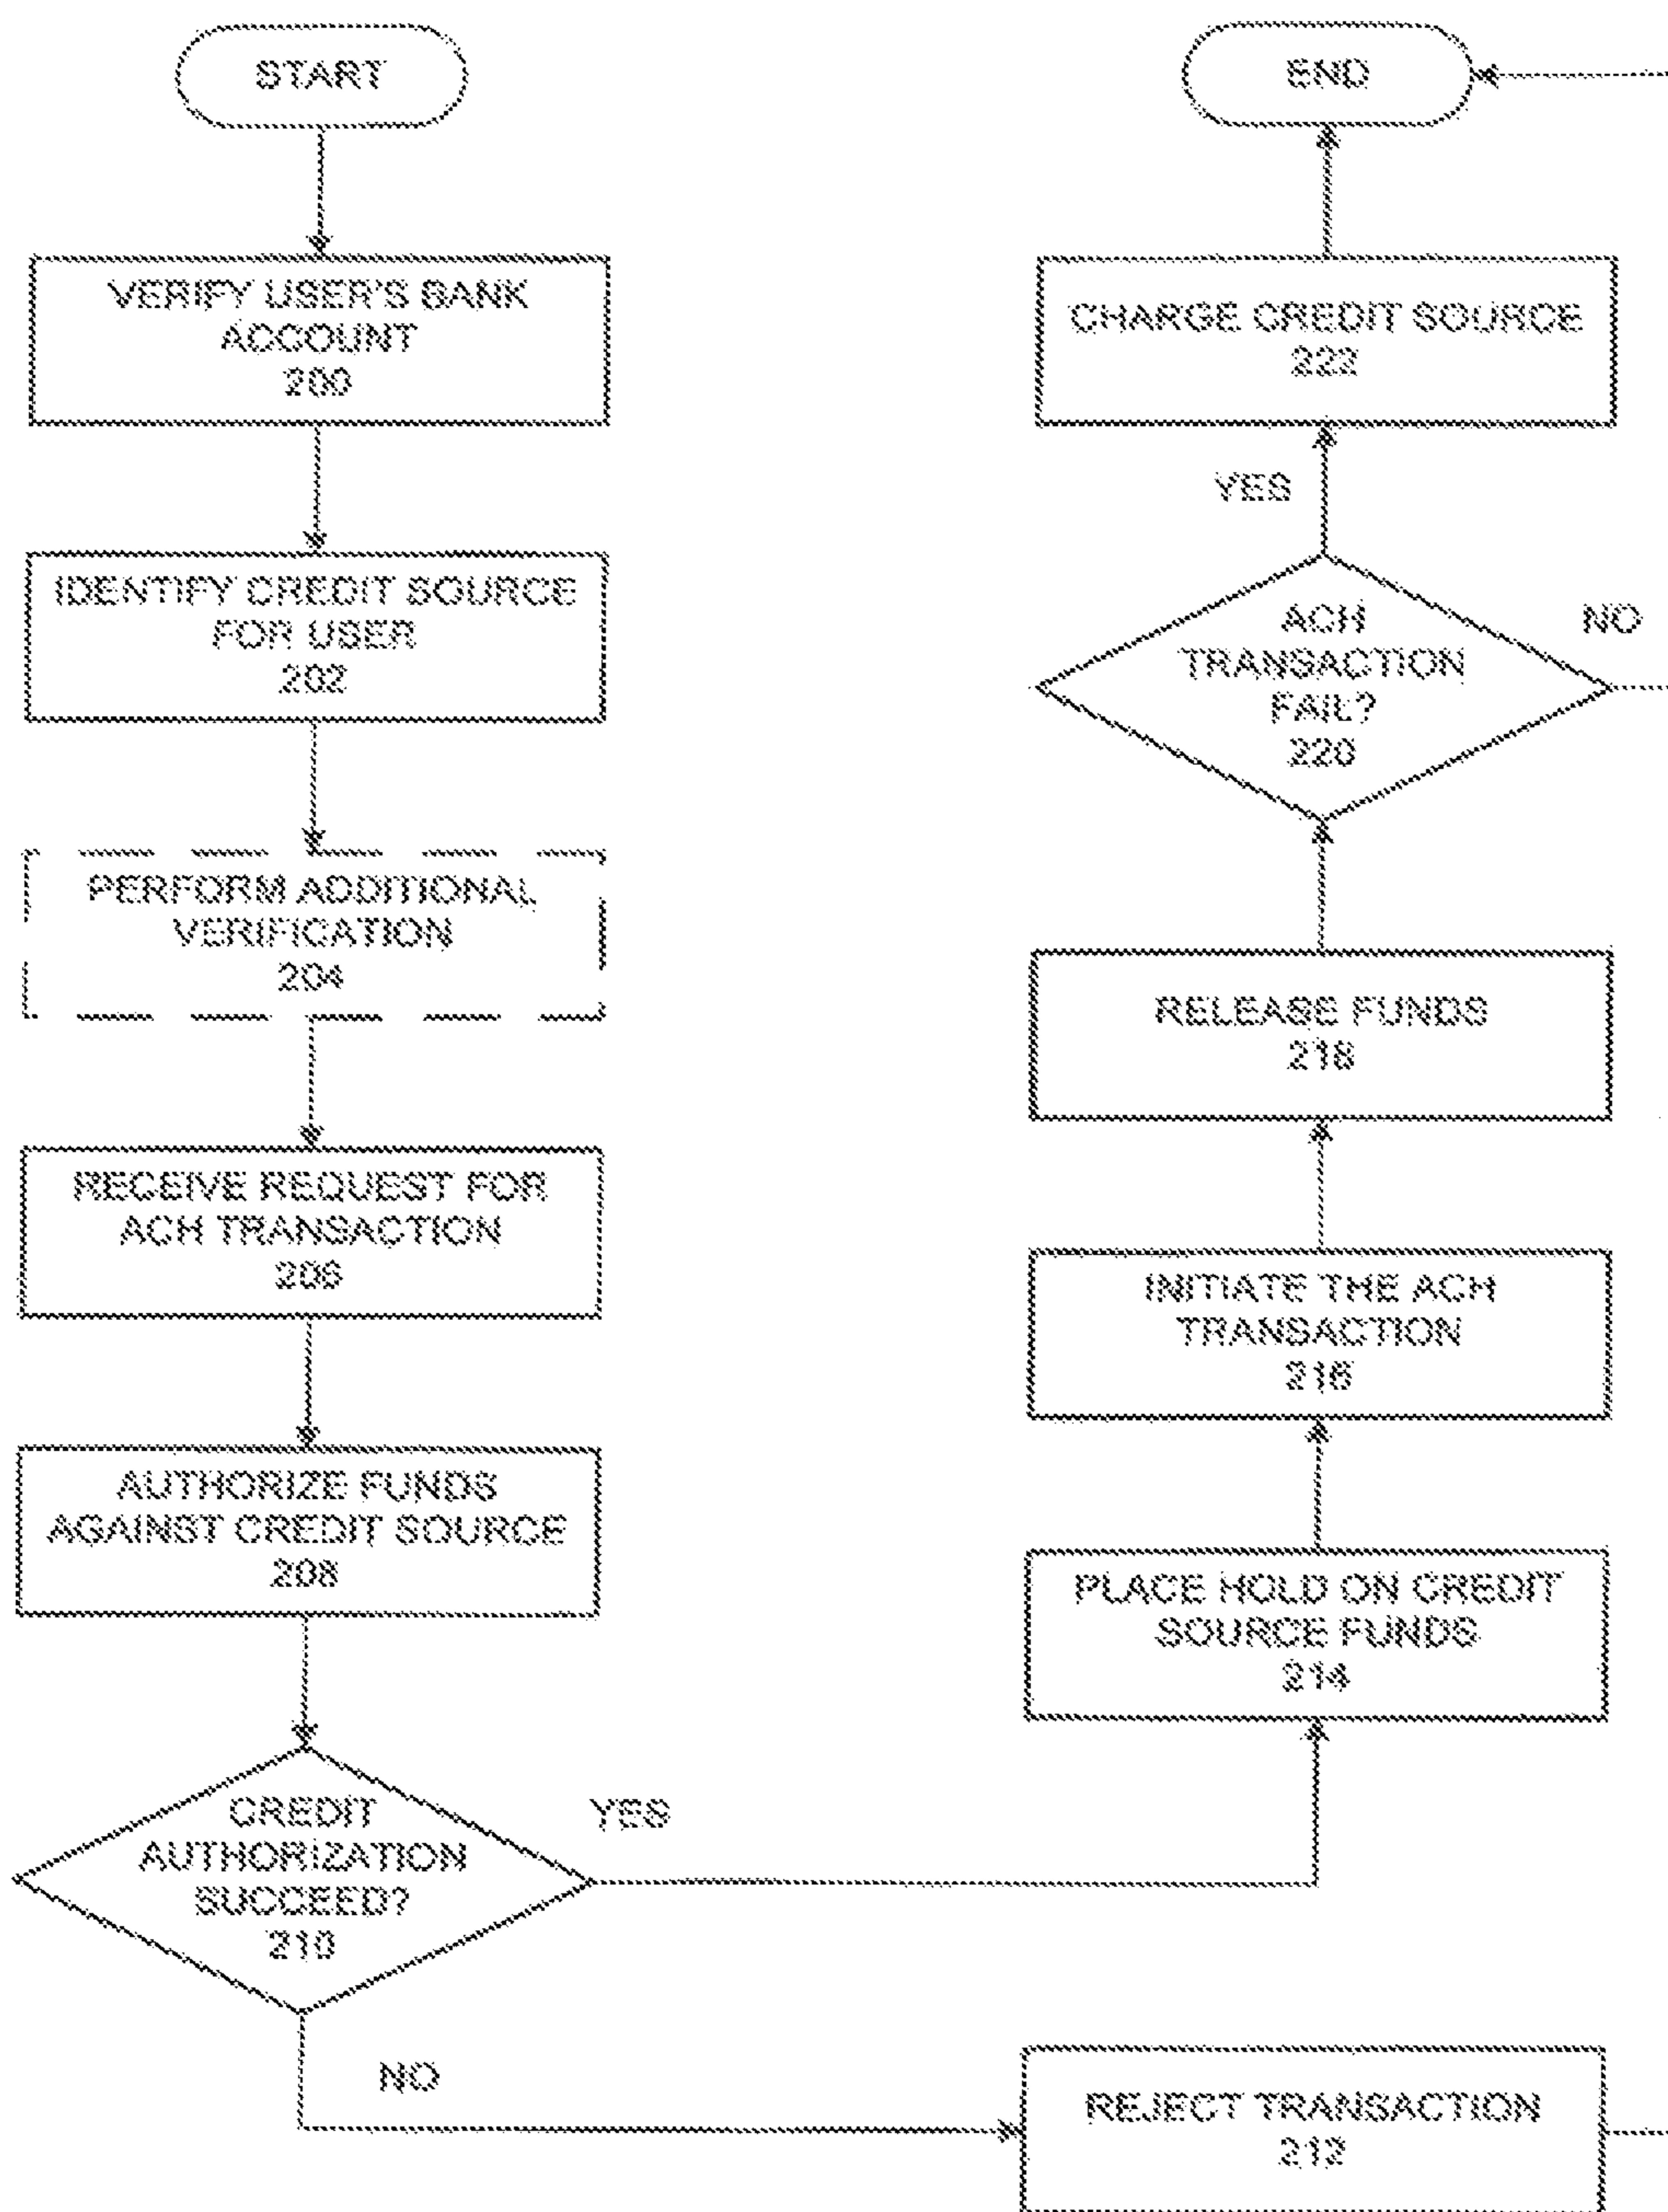 START
VERIFY USER'S BANK
ACCOUNT
200
IDENTIFY CREDIT SOURCE
FOR USER
202
PERFORM ADDITIONAL
VERIFICATION
204
RECEIVE REQUEST FOR
ACH TRANSACTION
206
AUTHORIZE FUNDS
AGAINST CREDIT SOURCE
208
CREDIT
AUTHORIZATION
SUCCEED?
210
YES
NO
END
CHARGE CREDIT SOURCE
222
YES
ACH
TRANSACTION
FAIL?
220
NO
RELEASE FUNDS
218
INITIATE THE ACH
TRANSACTION
216
PLACE HOLD ON CREDIT
SOURCE FUNDS
214
REJECT TRANSACTION
212